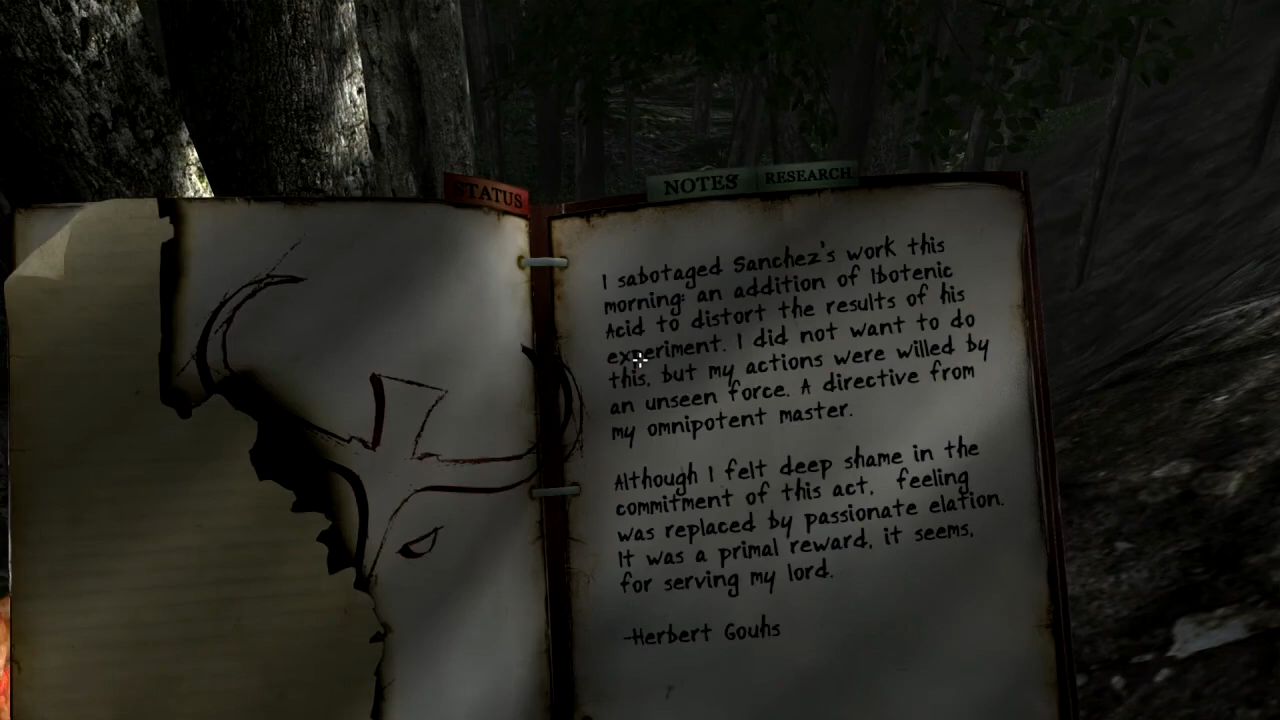 STATUS
NOTES
RESEARCH
I sabotaged Sanchez's work this
morning: an addition of Ibotenic
Acid to distort the results of his
experiment. I did not want to do
this, but my actions were willed by
an unseen force. A directive from
my omnipotent master.
Although I felt deep shame in the
commitment of this act, feeling
was replaced by passionate elation.
It was a primal reward, it seems,
for serving my lord.
-Herbert Gouhs